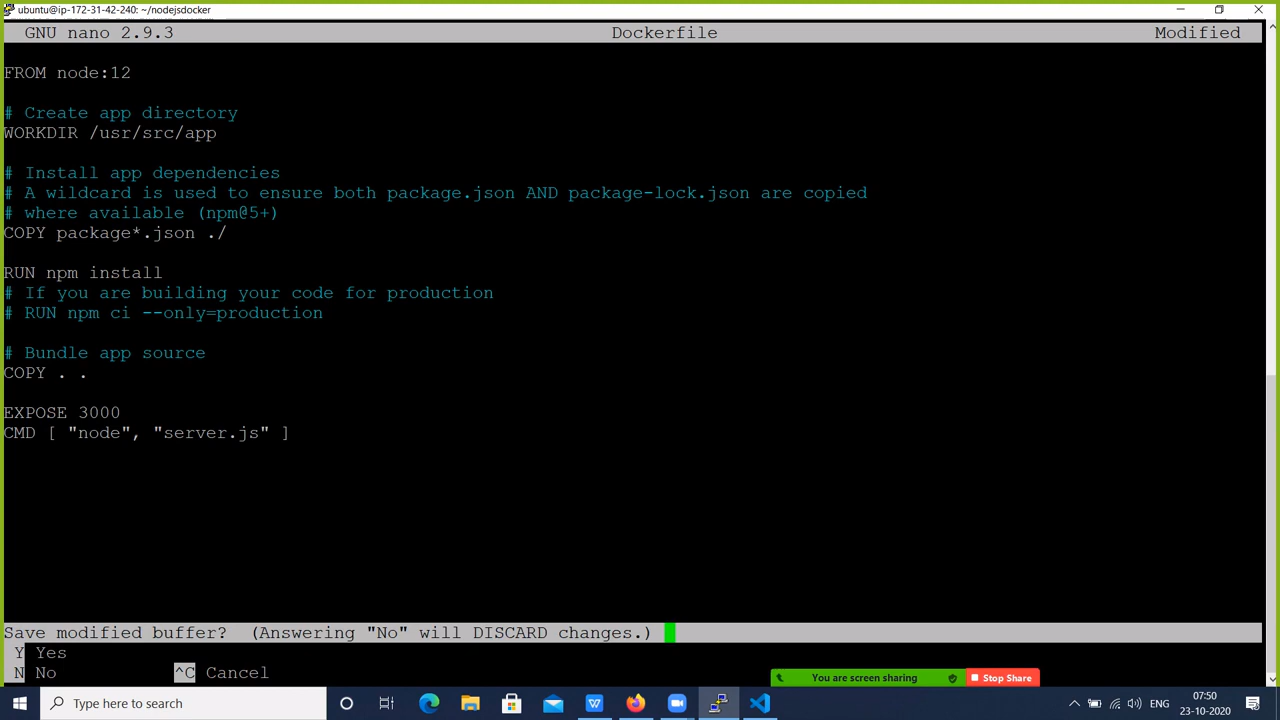 ubuntu@ip-172-31-42-240: ~/nodejsdocker
GNU nano 2.9.3 Dockerfile Modified
FROM node:12
# Create app directory
WORKDIR /usr/src/app
# Install app dependencies
# A wildcard is used to ensure both package.json AND package-lock.json are copied
# where available (npm@5+)
COPY package*.json ./
RUN npm install
# If you are building your code for production
# RUN npm ci --only=production
# Bundle app source
COPY . .
EXPOSE 3000
CMD [ "node", "server.js" ]
Save modified buffer? (Answering "No" will DISCARD changes.)
Y Yes
N No ^C Cancel
You are screen sharing Stop Share
Type here to search
ENG
07:50
23-10-2020